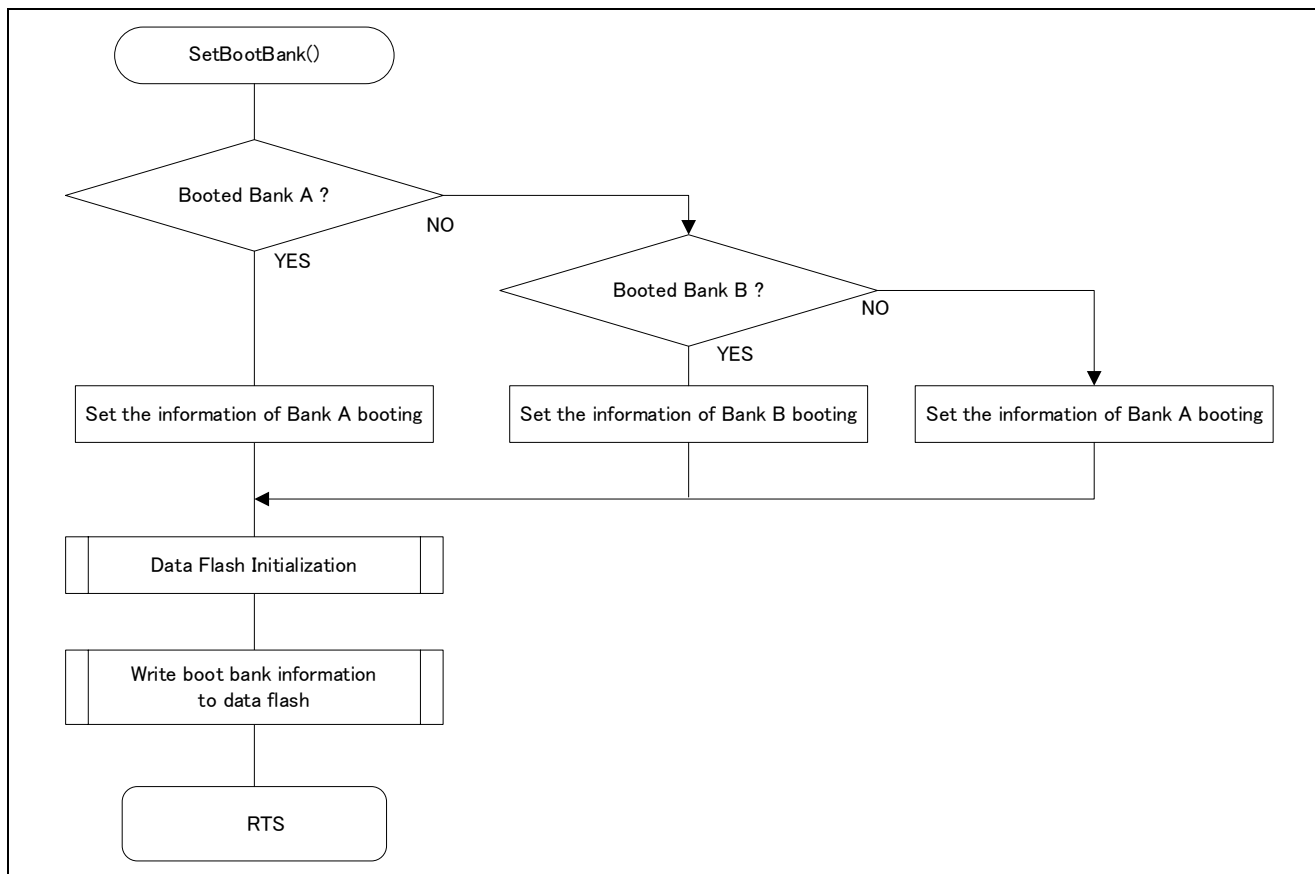 SetBootBank()
Booted Bank A ?
NO
YES
Booted Bank B ?
NO
YES
Set the information of Bank A booting
Set the information of Bank B booting
Set the information of Bank A booting
Data Flash Initialization
Write boot bank information
to data flash
RTS